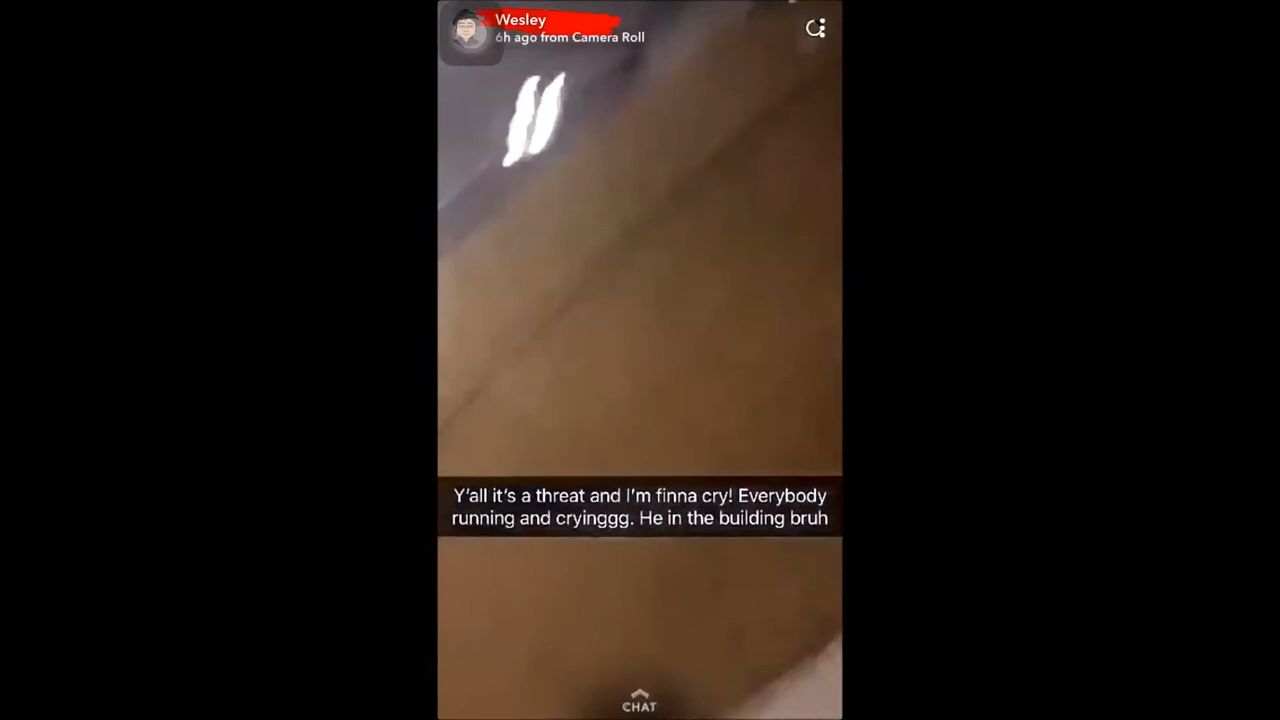 Wesley
6h ago from Camera Roll
Y'all it's a threat and I'm finna cry! Everybody
running and cryinggg. He in the building bruh
CHAT